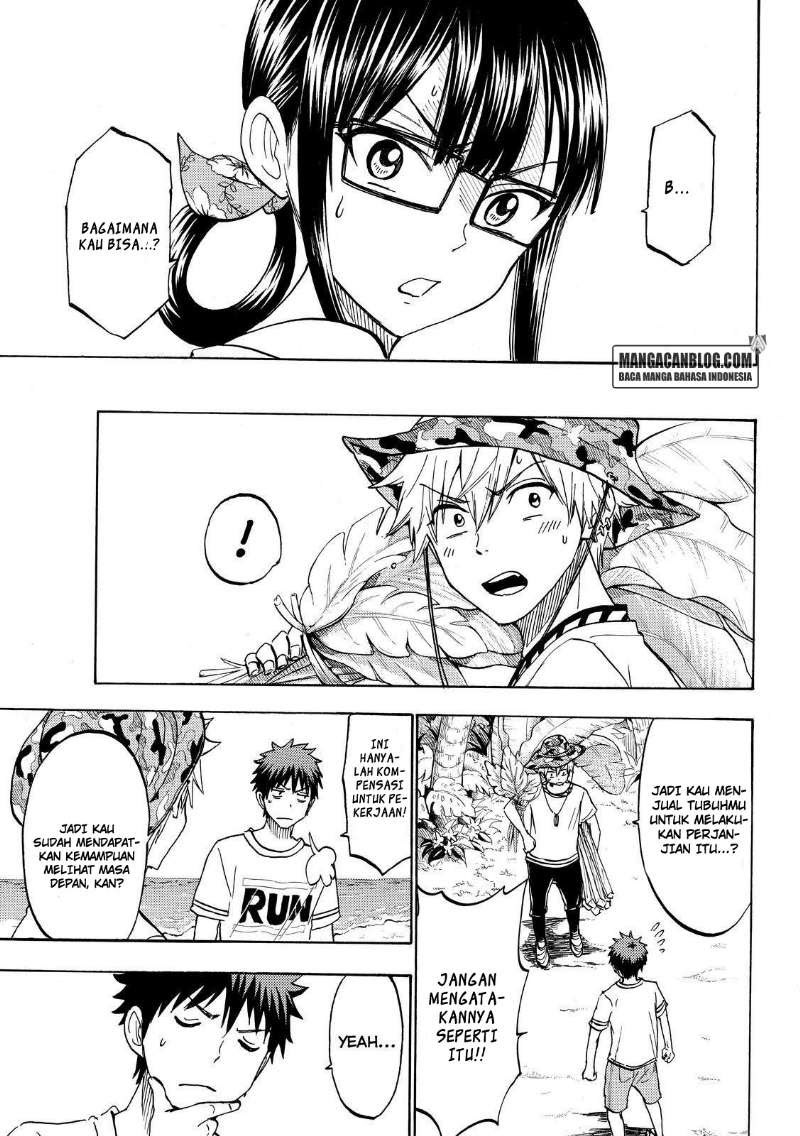 B...
BAGAIMANA
KAU BISA...?
MANGACANBLOG.COM
BACA MANGA BAHASA INDONESIA
!
JADI KAU MEN-
JUAL TUBUHMU
UNTUK MELAKU-
KAN PERJAN-
JIAN ITU...?
JANGAN
MENGATA-
KANNYA
SEPERTI
ITU!!
INI
HANYA-
LAH KOM-
PENSASI
UNTUK PE-
KERJAAN!
JADI KAU
SUDAH MENDAPAT-
KAN KEMAMPUAN
MELIHAT MASA
DEPAN, KAN?
RUN
YEAH...